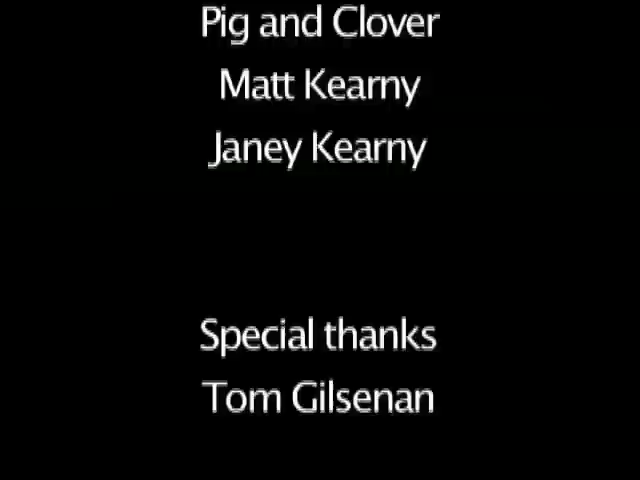 Pig and Clover
Matt Kearny
Janey Kearny
Special thanks
Tom Gilsenan